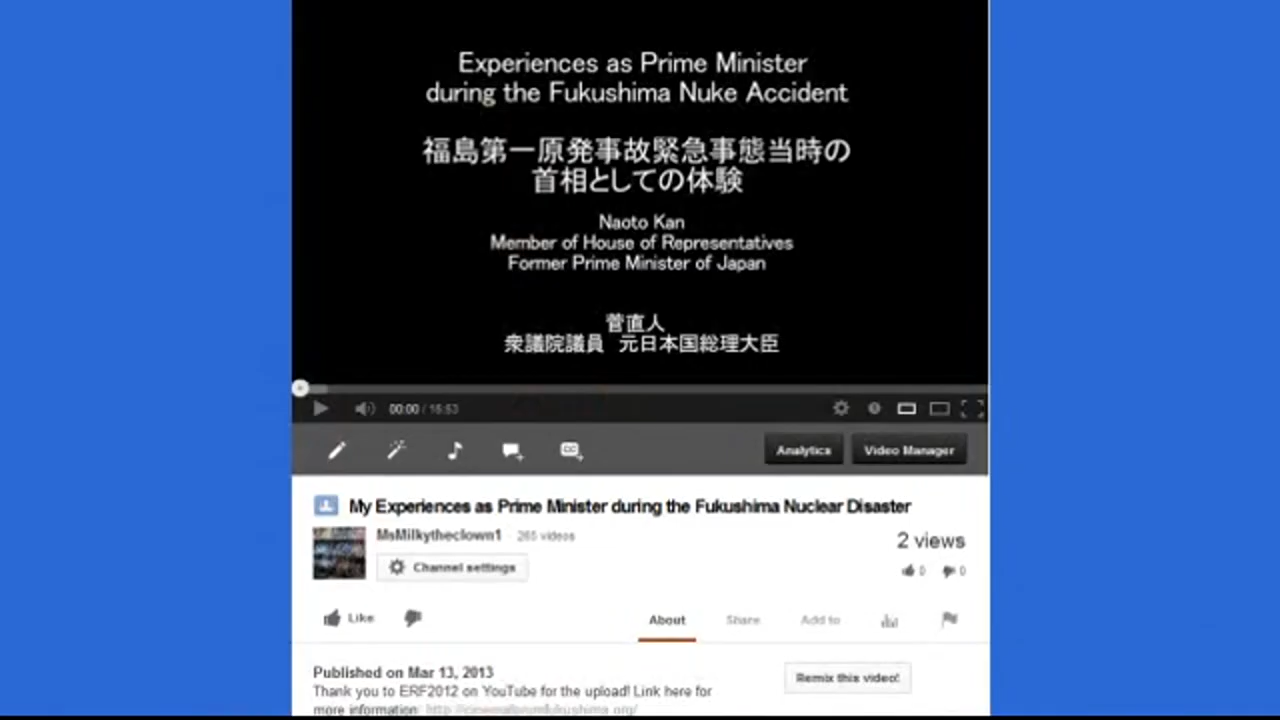 Experiences as Prime Minister
during the Fukushima Nuke Accident
福島第一原発事故緊急事態当時の
首相としての体験
Naoto Kan
Member of House of Representatives
Former Prime Minister of Japan
菅直人
衆議院議員 元日本国総理大臣
00:00 / 15:53
Analytics Video Manager
My Experiences as Prime Minister during the Fukushima Nuclear Disaster
MsMilkytheclown1 · 265 videos
Channel settings
2 views
0 0
Like
About Share Add to
Published on Mar 13, 2013
Remix this video!
Thank you to ERF2012 on YouTube for the upload! Link here for
more information: http://cinemaforumfukushima.org/